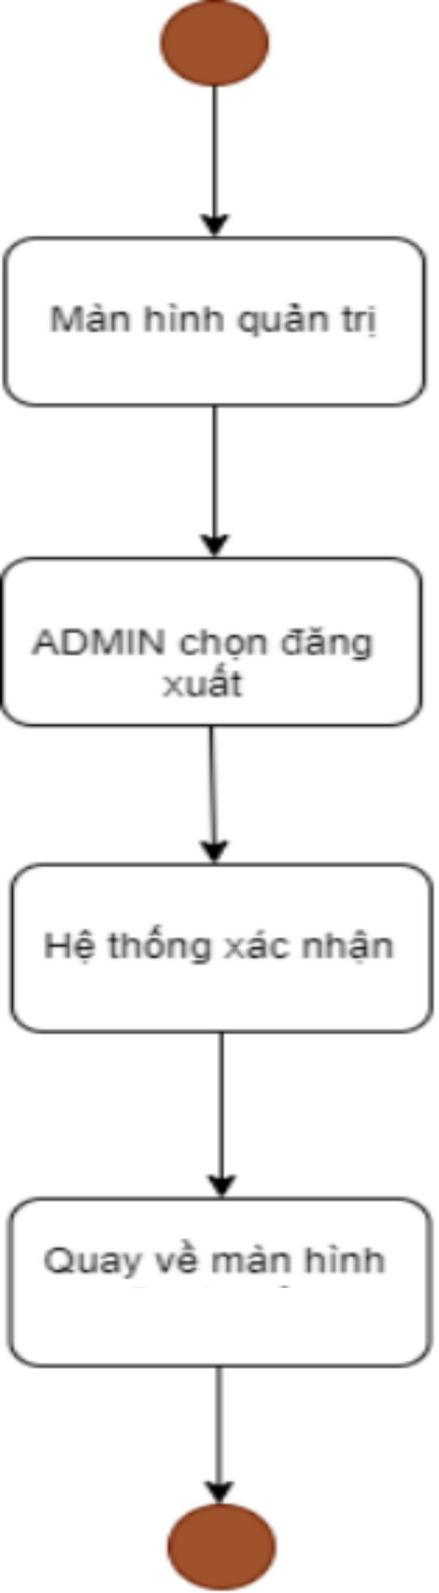 Màn hình quản trị
ADMIN chọn đăng
xuất
Hệ thống xác nhận
Quay về màn hình